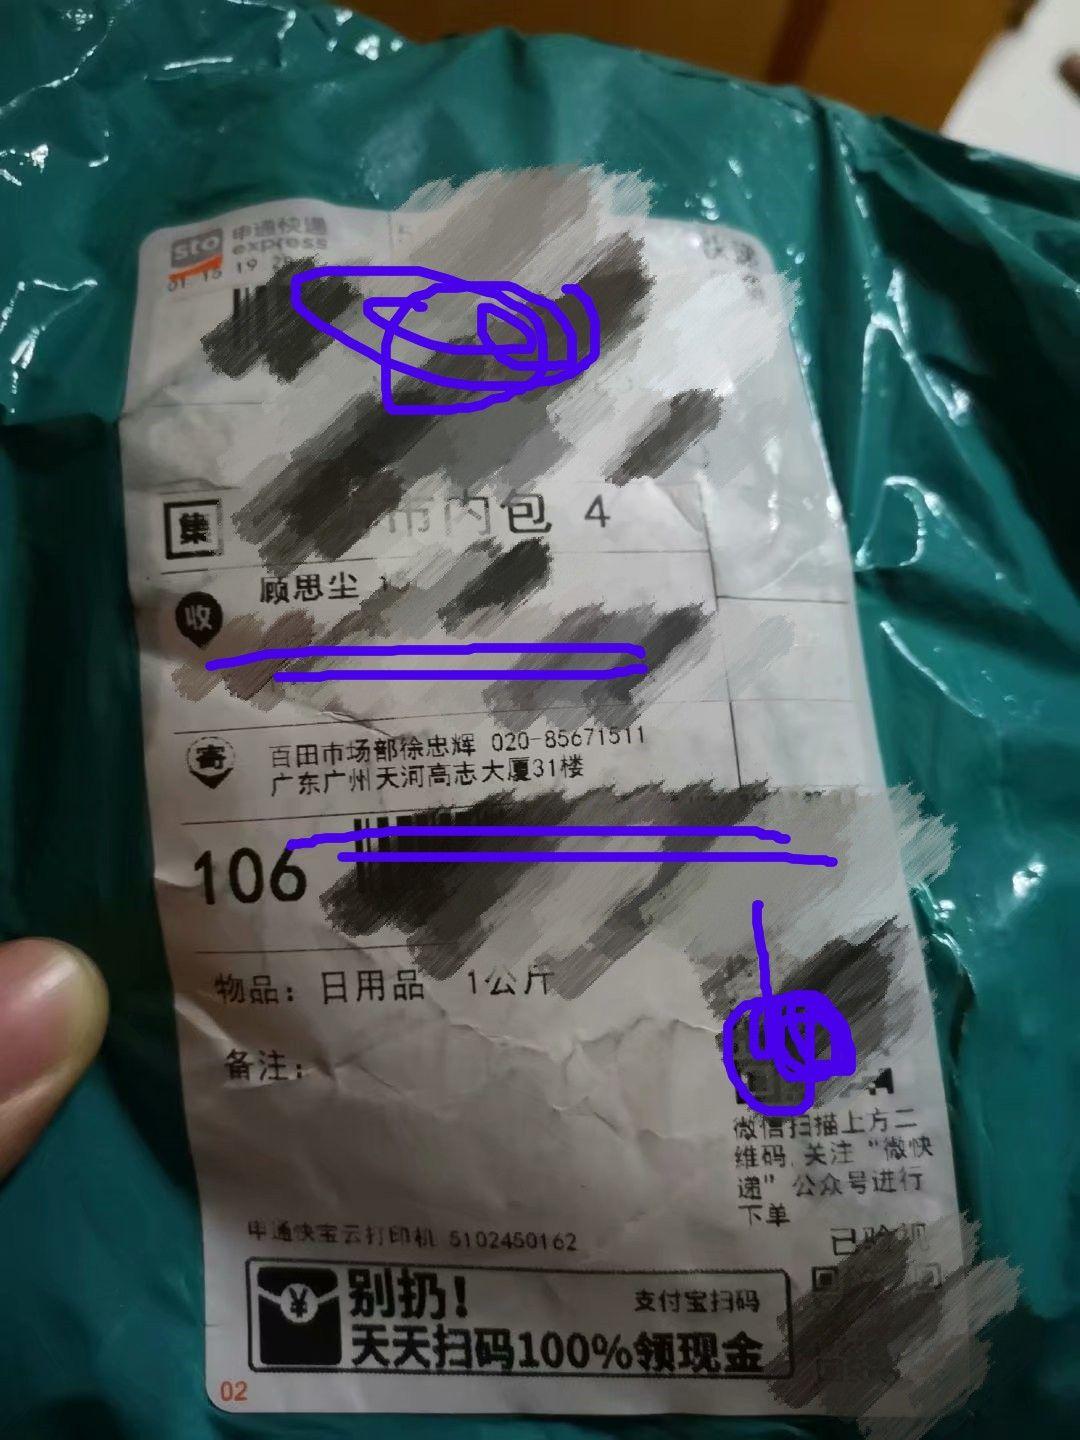 sto 申通快递
express
集
市内包 4
收
顾思尘
寄
百田市场部徐忠辉 020-85671511
广东广州天河高志大厦31楼
106
物品：日用品 1公斤
备注：
微信扫描上方二
维码,关注“微快
递”公众号进行
下单
申通快宝云打印机 5102450162
已验视
别扔！
支付宝扫码
天天扫码100%领现金
02